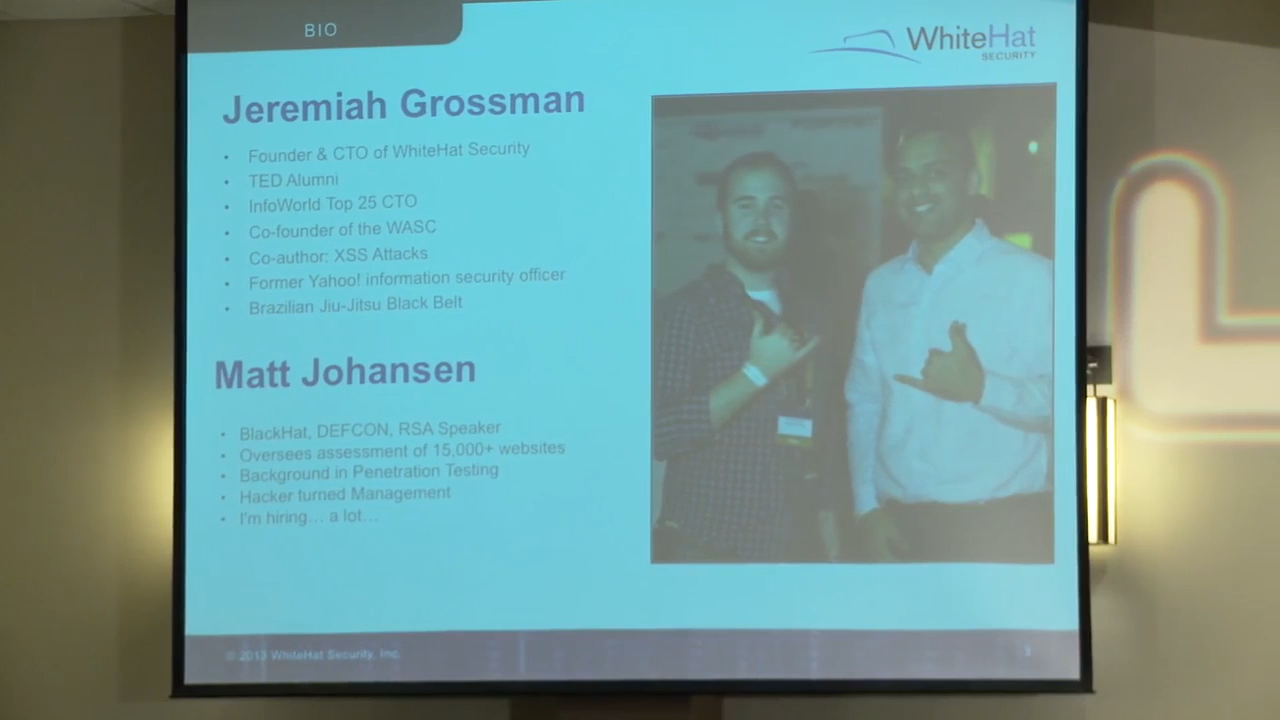 BIO
WhiteHat
SECURITY
Jeremiah Grossman
• Founder & CTO of WhiteHat Security
• TED Alumni
• InfoWorld Top 25 CTO
• Co-founder of the WASC
• Co-author: XSS Attacks
• Former Yahoo! information security officer
• Brazilian Jiu-Jitsu Black Belt
Matt Johansen
• BlackHat, DEFCON, RSA Speaker
• Oversees assessment of 15,000+ websites
• Background in Penetration Testing
• Hacker turned Management
• I'm hiring… a lot…
© 2013 WhiteHat Security, Inc.